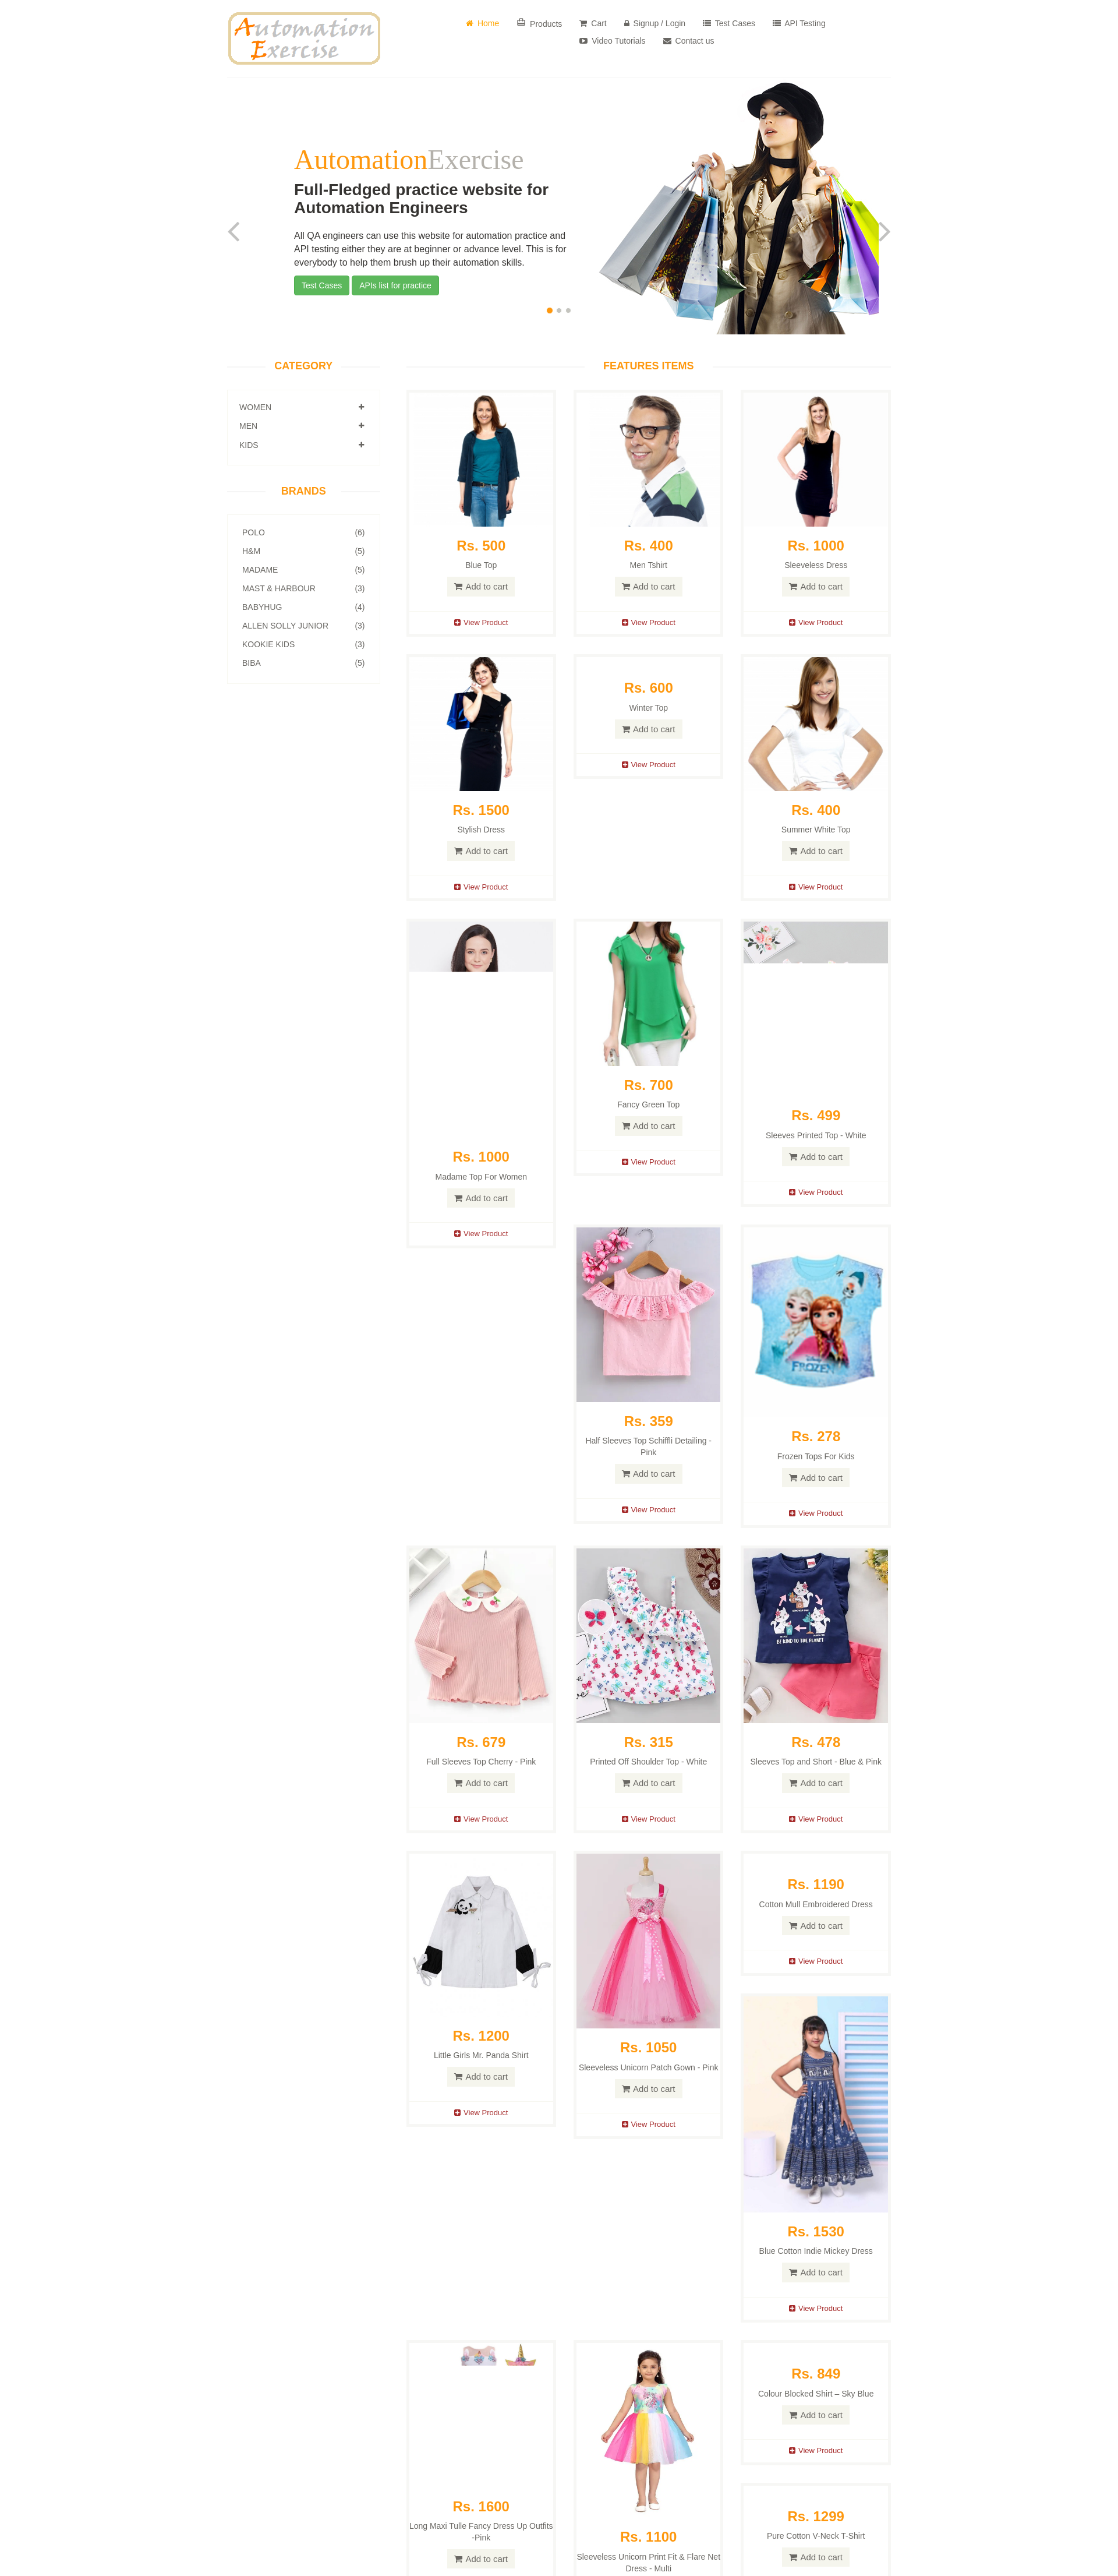 Automation
Exercise
Home
Products
Cart
Signup / Login
Test Cases
API Testing
Video Tutorials
Contact us
AutomationExercise
Full-Fledged practice website for
Automation Engineers
All QA engineers can use this website for automation practice and
API testing either they are at beginner or advance level. This is for
everybody to help them brush up their automation skills.
Test Cases
APIs list for practice
CATEGORY
WOMEN
MEN
KIDS
BRANDS
POLO (6)
H&M (5)
MADAME (5)
MAST & HARBOUR (3)
BABYHUG (4)
ALLEN SOLLY JUNIOR (3)
KOOKIE KIDS (3)
BIBA (5)
FEATURES ITEMS
Rs. 500
Blue Top
Add to cart
View Product
Rs. 400
Men Tshirt
Add to cart
View Product
Rs. 1000
Sleeveless Dress
Add to cart
View Product
Rs. 1500
Stylish Dress
Add to cart
View Product
Rs. 600
Winter Top
Add to cart
View Product
Rs. 400
Summer White Top
Add to cart
View Product
Rs. 1000
Madame Top For Women
Add to cart
View Product
Rs. 700
Fancy Green Top
Add to cart
View Product
Rs. 499
Sleeves Printed Top - White
Add to cart
View Product
Rs. 359
Half Sleeves Top Schiffli Detailing -
Pink
Add to cart
View Product
FROZEN
Rs. 278
Frozen Tops For Kids
Add to cart
View Product
Rs. 679
Full Sleeves Top Cherry - Pink
Add to cart
View Product
Rs. 315
Printed Off Shoulder Top - White
Add to cart
View Product
BE KIND TO THE PLANET
Rs. 478
Sleeves Top and Short - Blue & Pink
Add to cart
View Product
Rs. 1200
Little Girls Mr. Panda Shirt
Add to cart
View Product
Rs. 1050
Sleeveless Unicorn Patch Gown - Pink
Add to cart
View Product
Rs. 1190
Cotton Mull Embroidered Dress
Add to cart
View Product
Rs. 1530
Blue Cotton Indie Mickey Dress
Add to cart
View Product
Rs. 1600
Long Maxi Tulle Fancy Dress Up Outfits
-Pink
Add to cart
Rs. 1100
Sleeveless Unicorn Print Fit & Flare Net
Dress - Multi
Rs. 849
Colour Blocked Shirt – Sky Blue
Add to cart
View Product
Rs. 1299
Pure Cotton V-Neck T-Shirt
Add to cart